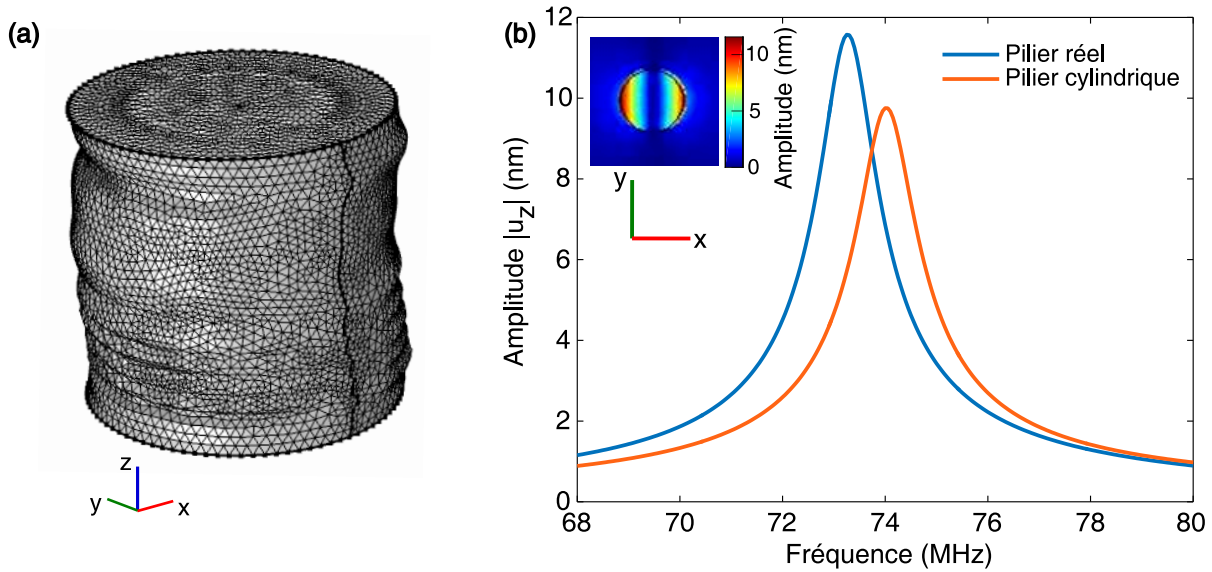 (a)
z
y
x
(b)
12
10
8
6
4
2
0
Amplitude |u_z| (nm)
68
70
72
74
76
78
80
Fréquence (MHz)
Pilier réel
Pilier cylindrique
10
5
0
Amplitude (nm)
y
x